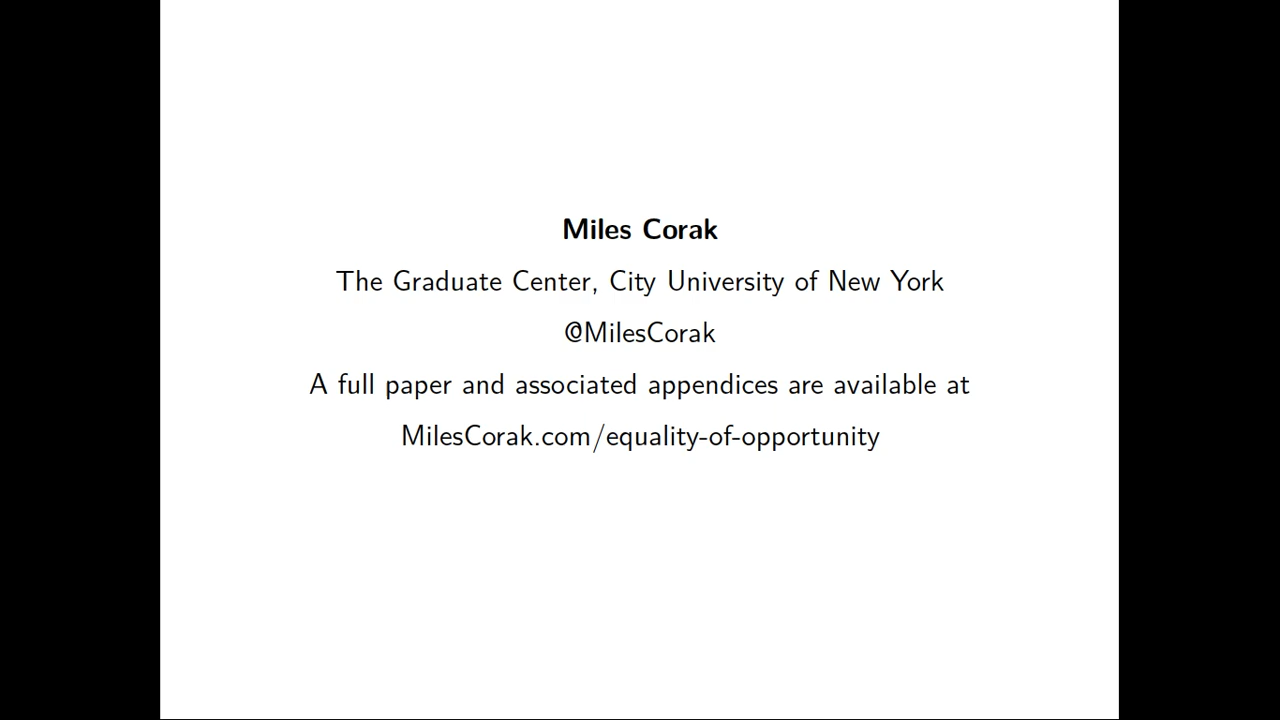 Miles Corak
The Graduate Center, City University of New York
@MilesCorak
A full paper and associated appendices are available at
MilesCorak.com/equality-of-opportunity